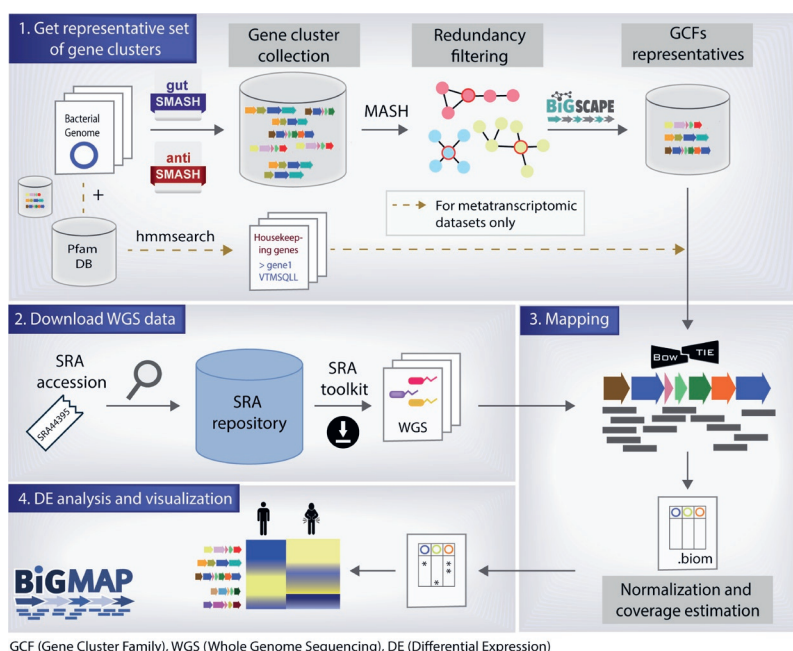 1. Get representative set
of gene clusters
Gene cluster
collection
Redundancy
filtering
GCFs
representatives
Bacterial
Genome
gut
SMASH
anti
SMASH
MASH
BiG
SCAPE
+
Pfam
DB
hmmsearch
Housekeep-
ing genes
> gene1
VTMSQLL
For metatranscriptomic
datasets only
2. Download WGS data
SRA
accession
SRA44395
SRA
repository
SRA
toolkit
WGS
3. Mapping
Bow
TIE
.biom
Normalization and
coverage estimation
4. DE analysis and visualization
BiGMAP
*
*
*
*
GCF (Gene Cluster Family), WGS (Whole Genome Sequencing), DE (Differential Expression)